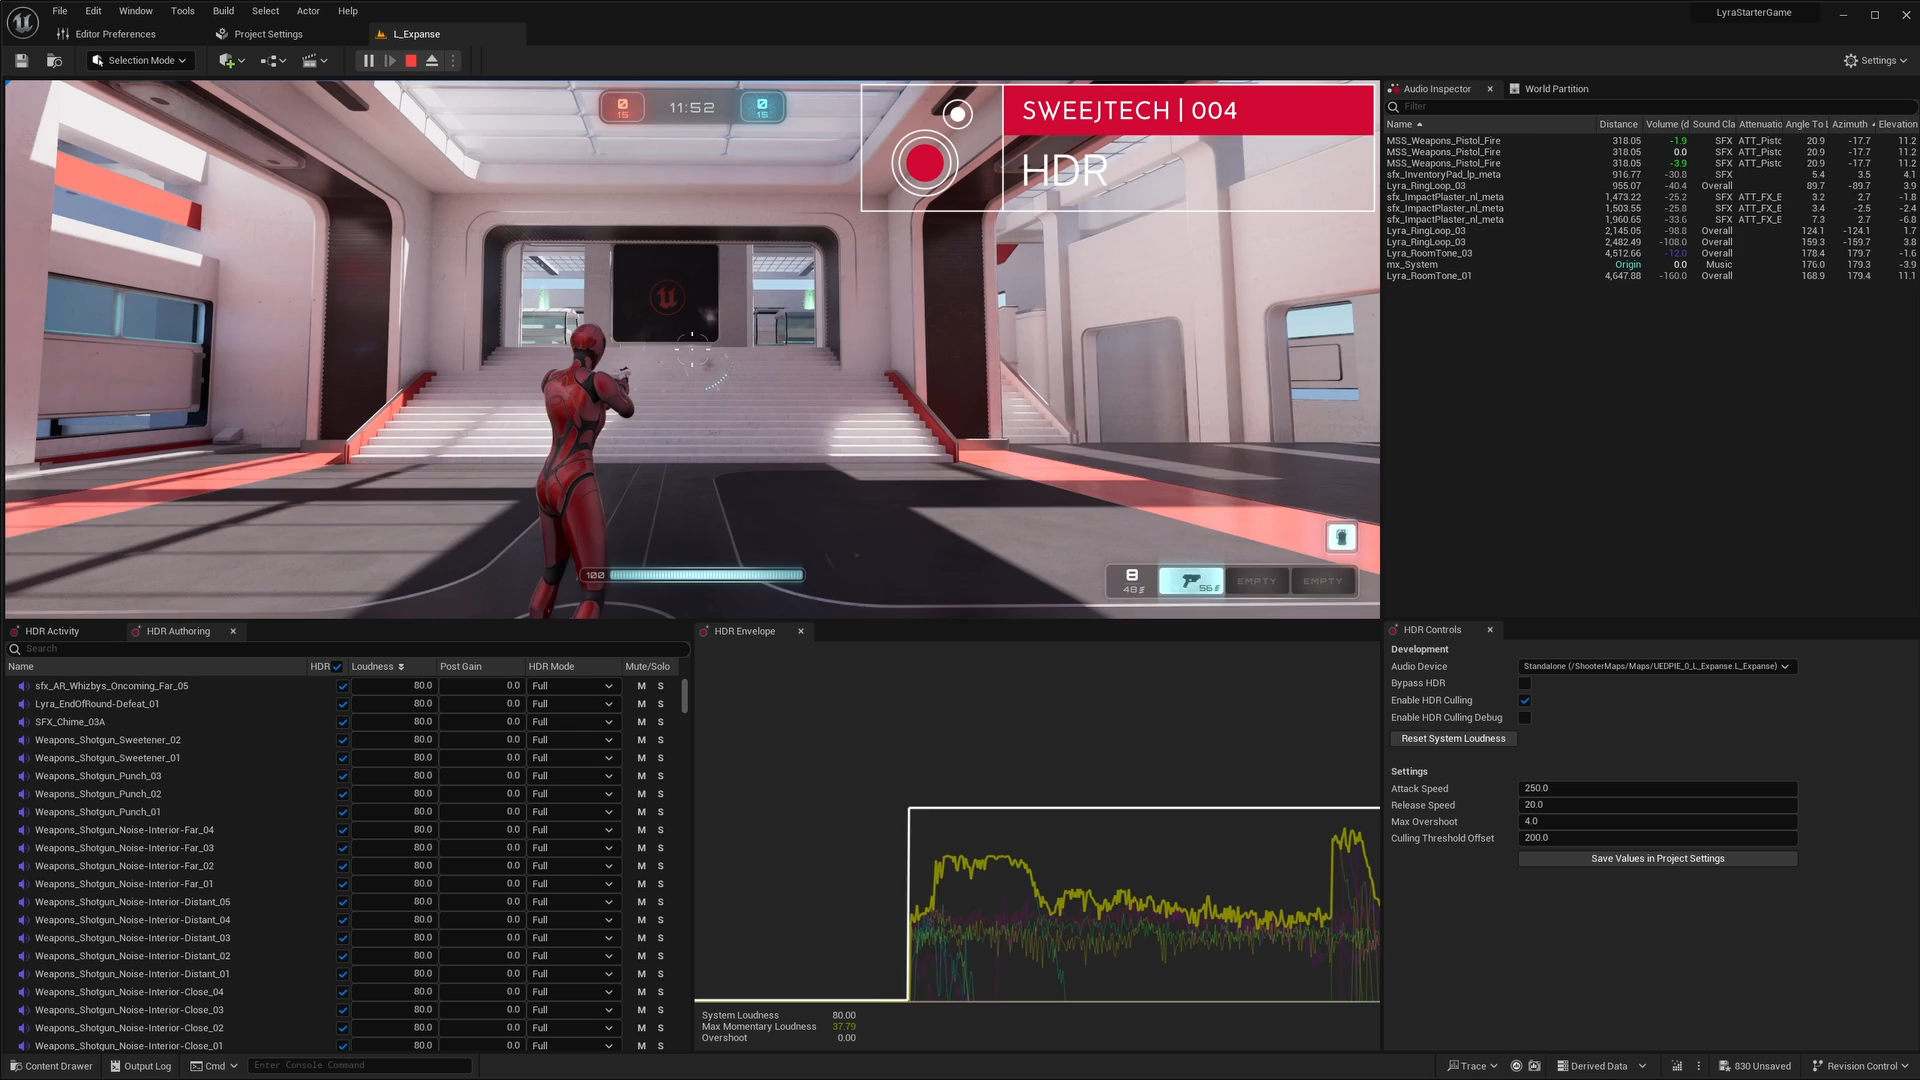 File Edit Window Tools Build Select Actor Help LyraStarterGame
Editor Preferences Project Settings L_Expanse
Selection Mode Settings
11:52
0 15
0 15
SWEEJTECH | 004
HDR
100
8 48
56
EMPTY EMPTY
Audio Inspector World Partition
Filter
Name Distance Volume (d Sound Cla Attenuatio Angle To L Azimuth Elevation
MSS_Weapons_Pistol_Fire 318.05 -1.9 SFX ATT_Pistc 20.9 -17.7 11.2
MSS_Weapons_Pistol_Fire 318.05 0.0 SFX ATT_Pistc 20.9 -17.7 11.2
MSS_Weapons_Pistol_Fire 318.05 -3.9 SFX ATT_Pistc 20.9 -17.7 11.2
sfx_InventoryPad_lp_meta 916.77 -30.8 SFX 5.4 3.5 4.1
Lyra_RingLoop_03 955.07 -40.4 Overall 89.7 -89.7 3.9
sfx_ImpactPlaster_nl_meta 1,473.22 -25.2 SFX ATT_FX_E 3.2 2.7 -1.8
sfx_ImpactPlaster_nl_meta 1,503.55 -25.8 SFX ATT_FX_E 3.4 -2.5 -2.4
sfx_ImpactPlaster_nl_meta 1,960.65 -33.6 SFX ATT_FX_E 7.3 2.7 -6.8
Lyra_RingLoop_03 2,145.05 -98.8 Overall 124.1 -124.1 1.7
Lyra_RingLoop_03 2,482.49 -108.0 Overall 159.3 -159.7 3.8
Lyra_RoomTone_03 4,512.66 -12.0 Overall 178.4 179.7 -1.6
mx_System Origin 0.0 Music 176.0 179.3 -3.9
Lyra_RoomTone_01 4,647.88 -160.0 Overall 168.9 179.4 11.1
HDR Activity HDR Authoring
Search
Name HDR Loudness Post Gain HDR Mode Mute/Solo
sfx_AR_Whizbys_Oncoming_Far_05 80.0 0.0 Full M S
Lyra_EndOfRound-Defeat_01 80.0 0.0 Full M S
SFX_Chime_03A 80.0 0.0 Full M S
Weapons_Shotgun_Sweetener_02 80.0 0.0 Full M S
Weapons_Shotgun_Sweetener_01 80.0 0.0 Full M S
Weapons_Shotgun_Punch_03 80.0 0.0 Full M S
Weapons_Shotgun_Punch_02 80.0 0.0 Full M S
Weapons_Shotgun_Punch_01 80.0 0.0 Full M S
Weapons_Shotgun_Noise-Interior-Far_04 80.0 0.0 Full M S
Weapons_Shotgun_Noise-Interior-Far_03 80.0 0.0 Full M S
Weapons_Shotgun_Noise-Interior-Far_02 80.0 0.0 Full M S
Weapons_Shotgun_Noise-Interior-Far_01 80.0 0.0 Full M S
Weapons_Shotgun_Noise-Interior-Distant_05 80.0 0.0 Full M S
Weapons_Shotgun_Noise-Interior-Distant_04 80.0 0.0 Full M S
Weapons_Shotgun_Noise-Interior-Distant_03 80.0 0.0 Full M S
Weapons_Shotgun_Noise-Interior-Distant_02 80.0 0.0 Full M S
Weapons_Shotgun_Noise-Interior-Distant_01 80.0 0.0 Full M S
Weapons_Shotgun_Noise-Interior-Close_04 80.0 0.0 Full M S
Weapons_Shotgun_Noise-Interior-Close_03 80.0 0.0 Full M S
Weapons_Shotgun_Noise-Interior-Close_02 80.0 0.0 Full M S
Weapons_Shotgun_Noise-Interior-Close_01 80.0 0.0 Full M S
HDR Envelope
System Loudness 80.00
Max Momentary Loudness 37.79
Overshoot 0.00
HDR Controls
Development
Audio Device Standalone (/ShooterMaps/Maps/UEDPIE_0_L_Expanse.L_Expanse)
Bypass HDR
Enable HDR Culling
Enable HDR Culling Debug
Reset System Loudness
Settings
Attack Speed 250.0
Release Speed 20.0
Max Overshoot 4.0
Culling Threshold Offset 200.0
Save Values in Project Settings
Content Drawer Output Log Cmd Enter Console Command Trace Derived Data 830 Unsaved Revision Control